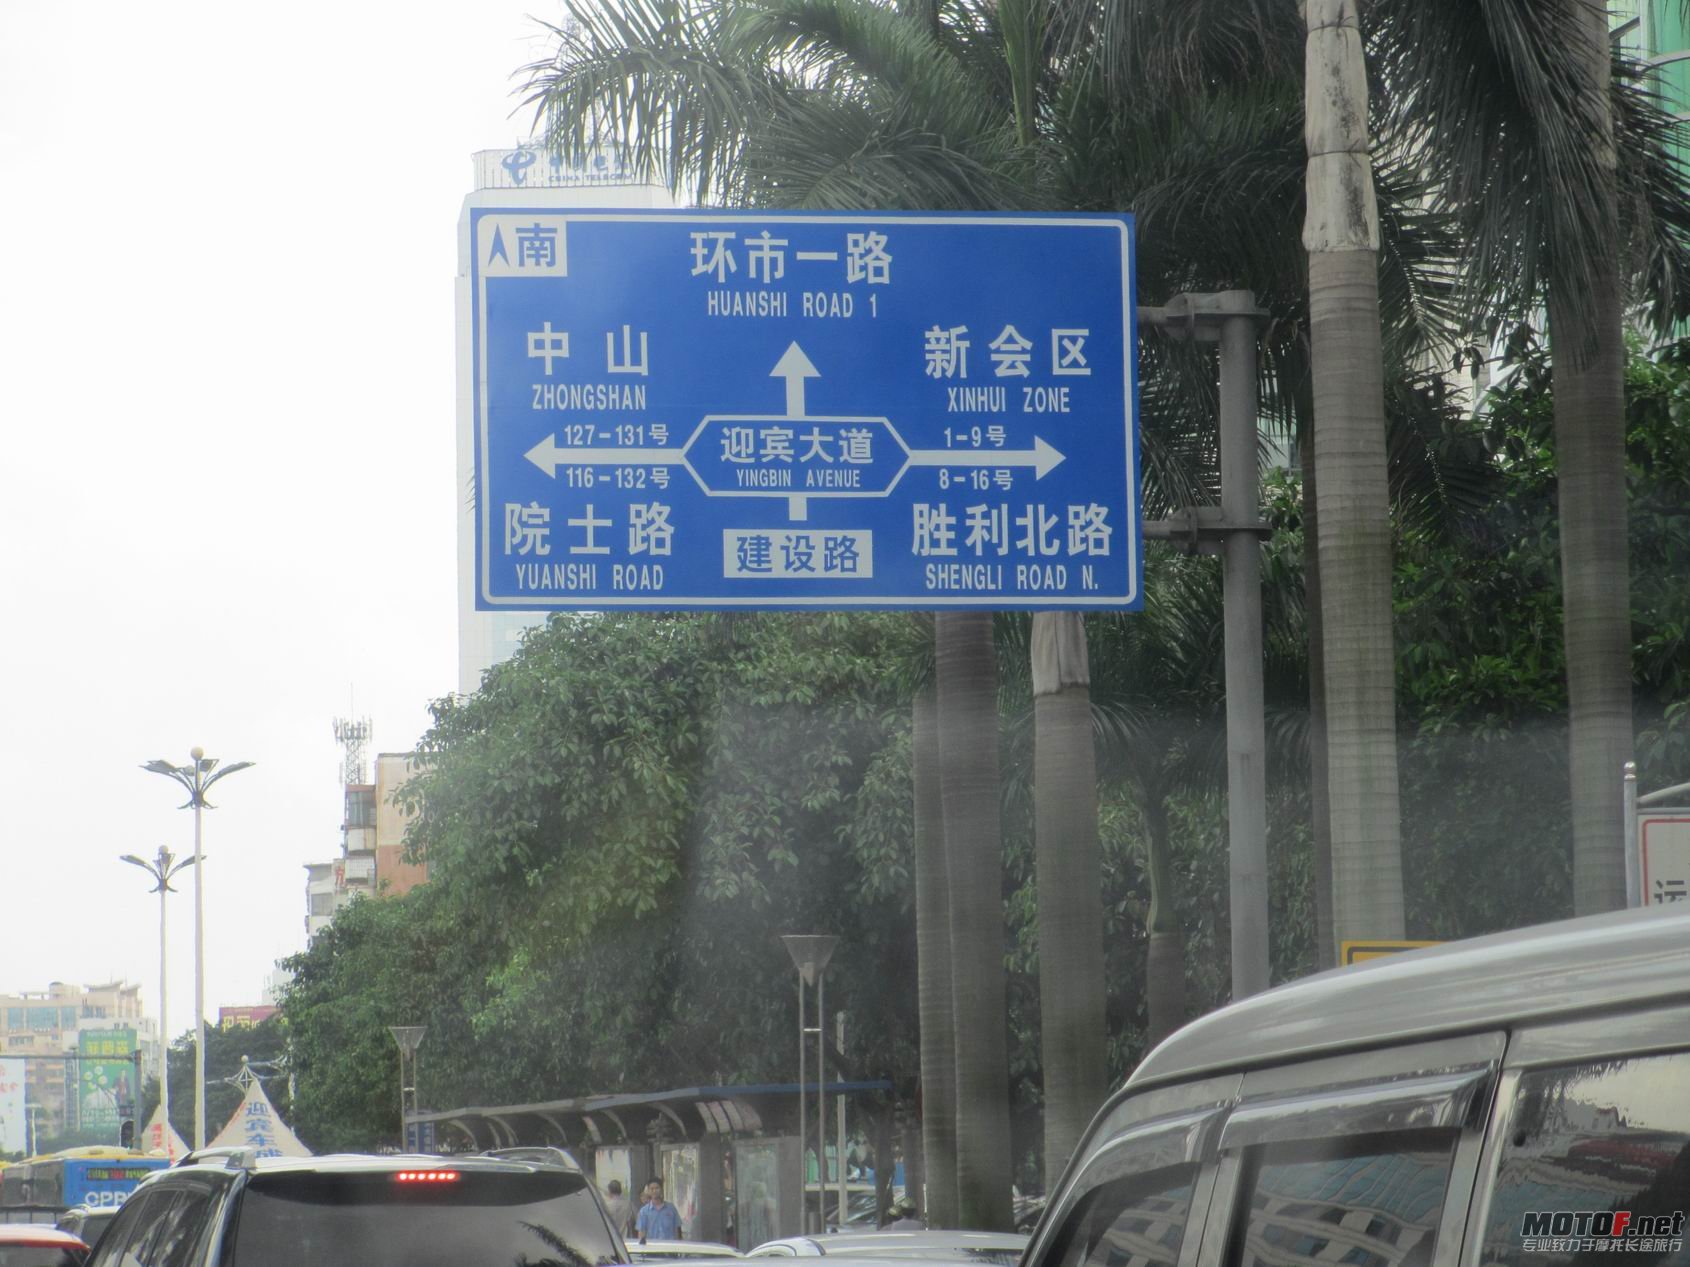 CHINA TELECOM
南
环市一路
HUANSHI ROAD 1
中山
ZHONGSHAN
新会区
XINHUI ZONE
127-131号
1-9号
迎宾大道
YINGBIN AVENUE
116-132号
8-16号
院士路
YUANSHI ROAD
建设路
胜利北路
SHENGLI ROAD N.
迎宾车
MOTOF.net
专业致力于摩托长途旅行